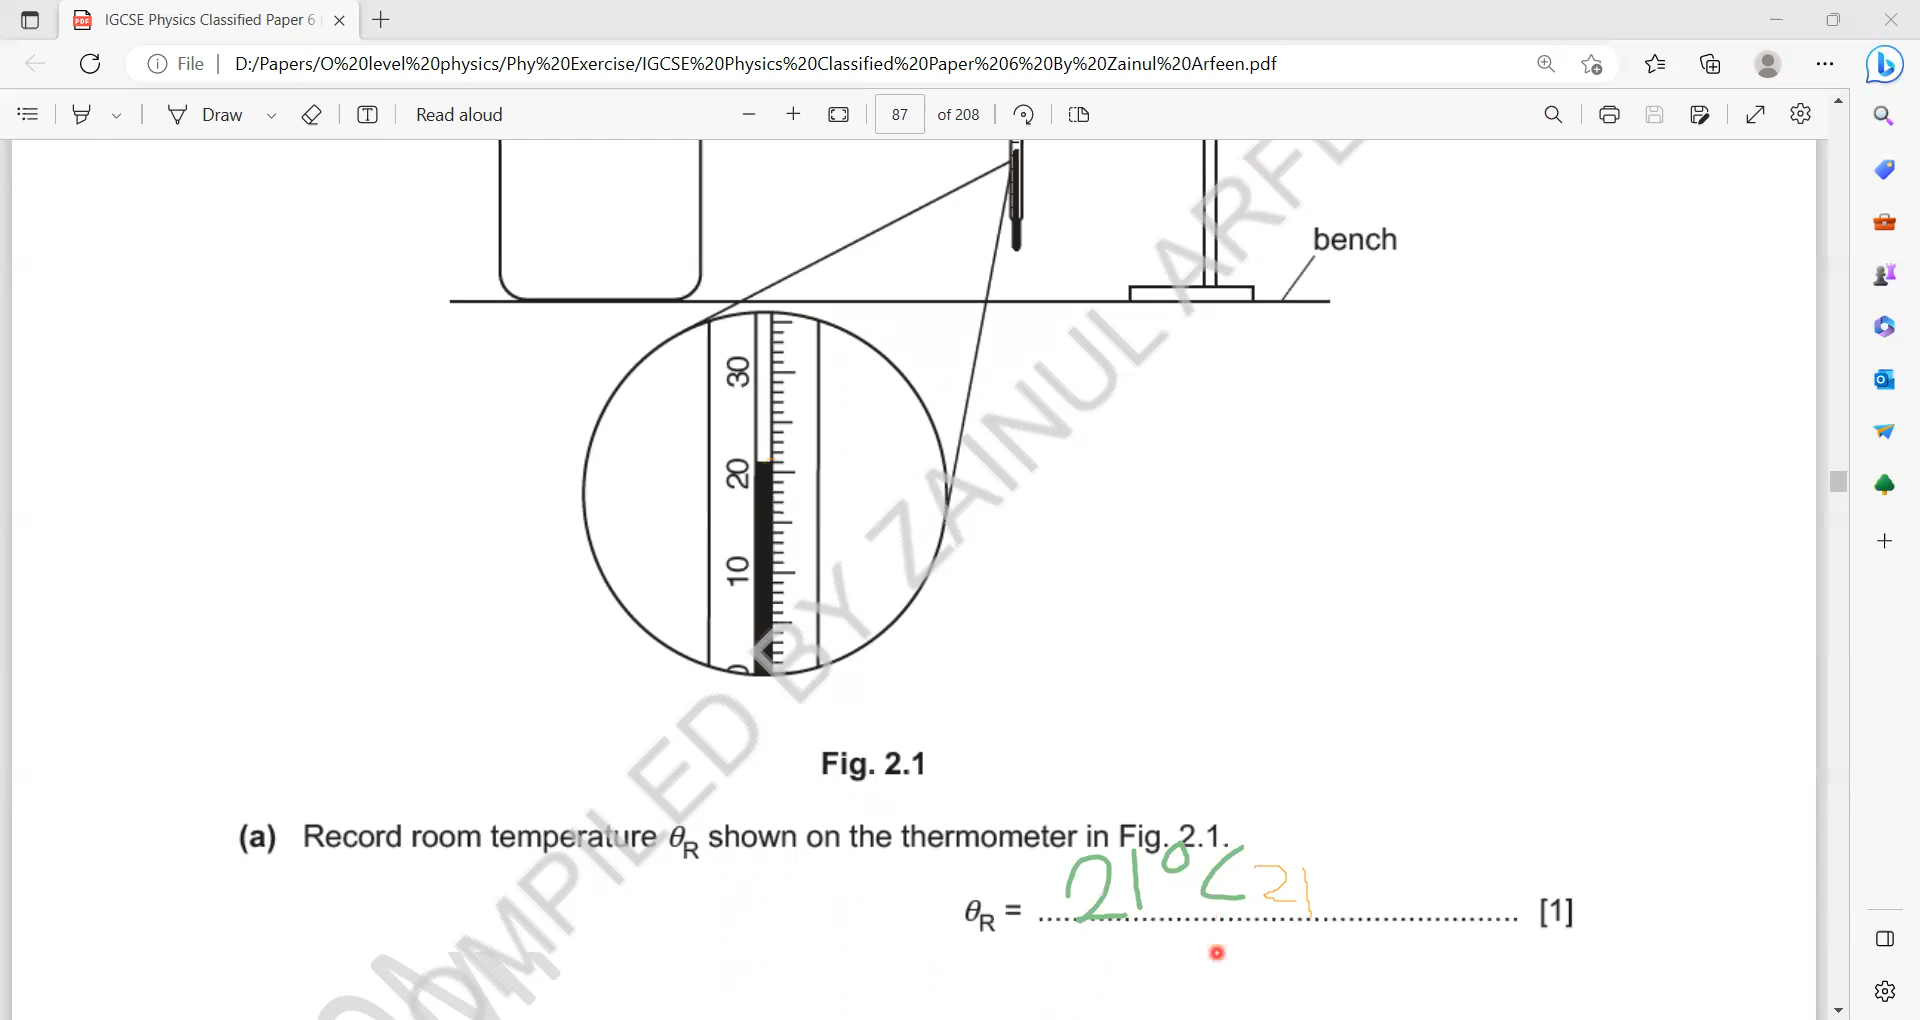 IGCSE Physics Classified Paper 6
File D:/Papers/O%20level%20physics/Phy%20Exercise/IGCSE%20Physics%20Classified%20Paper%206%20By%20Zainul%20Arfeen.pdf
Draw Read aloud 87 of 208
bench
30
20
10
0
Fig. 2.1
(a) Record room temperature θR shown on the thermometer in Fig. 2.1.
21°C 21
θR = .......... [1]
COMPILED BY ZAINUL ARFE